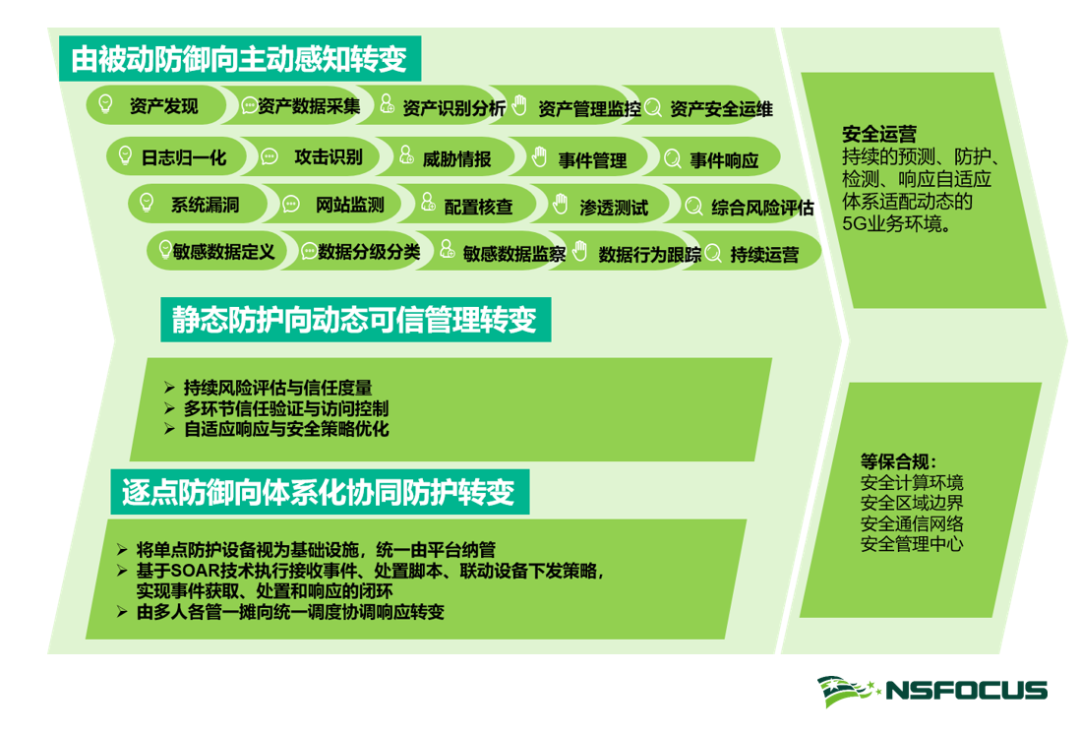 由被动防御向主动感知转变
资产发现 资产数据采集 资产识别分析 资产管理监控 资产安全运维
日志归一化 攻击识别 威胁情报 事件管理 事件响应
系统漏洞 网站监测 配置核查 渗透测试 综合风险评估
敏感数据定义 数据分级分类 敏感数据监察 数据行为跟踪 持续运营
静态防护向动态可信管理转变
➢ 持续风险评估与信任度量
➢ 多环节信任验证与访问控制
➢ 自适应响应与安全策略优化
逐点防御向体系化协同防护转变
➢ 将单点防护设备视为基础设施，统一由平台纳管
➢ 基于SOAR技术执行接收事件、处置脚本、联动设备下发策略，
实现事件获取、处置和响应的闭环
➢ 由多人各管一摊向统一调度协调响应转变
安全运营
持续的预测、防护、
检测、响应自适应
体系适配动态的
5G业务环境。
等保合规：
安全计算环境
安全区域边界
安全通信网络
安全管理中心
NSFOCUS